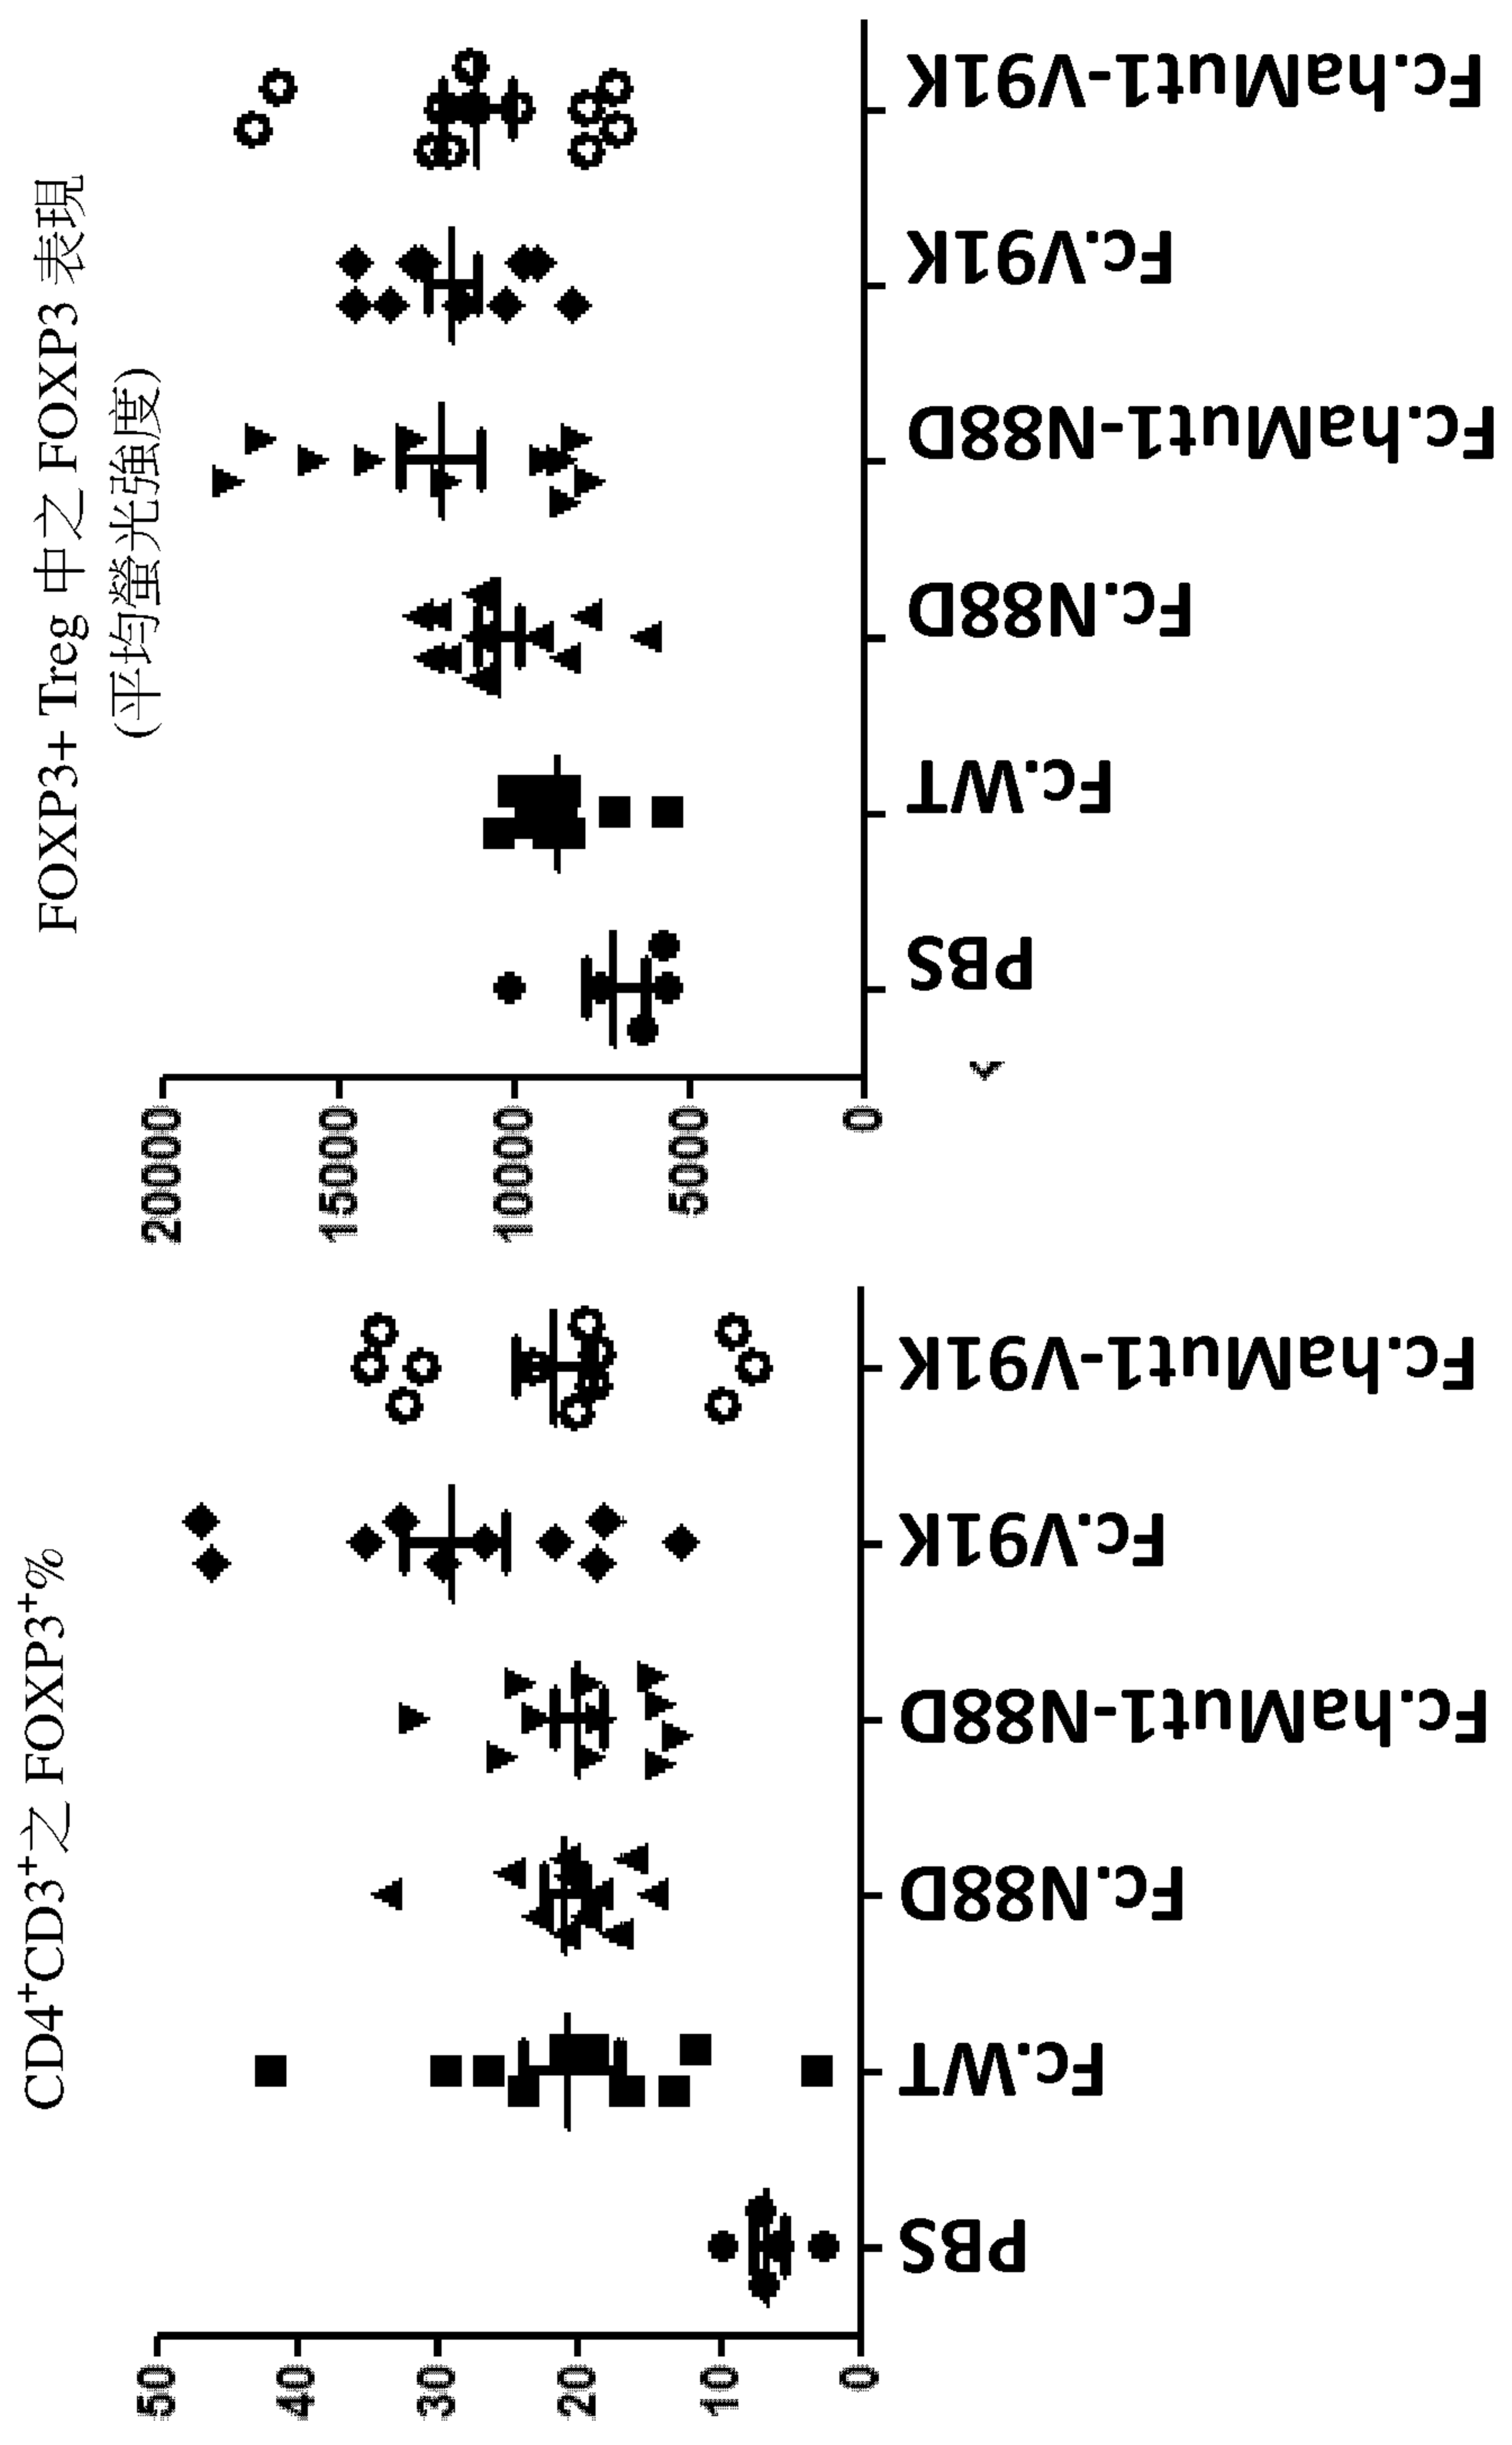 CD4⁺CD3⁺之 FOXP3⁺%
50
40
30
20
10
0
PBS
Fc.WT
Fc.N88D
Fc.haMut1-N88D
Fc.V91K
Fc.haMut1-V91K
FOXP3+ Treg 中之 FOXP3 表現
(平均螢光強度)
20000
15000
10000
5000
0
PBS
Fc.WT
Fc.N88D
Fc.haMut1-N88D
Fc.V91K
Fc.haMut1-V91K